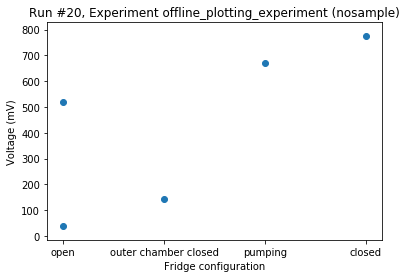 Run #20, Experiment offline_plotting_experiment (nosample)
800
700
600
500
400
300
200
100
0
Voltage (mV)
open outer chamber closed pumping closed
Fridge configuration